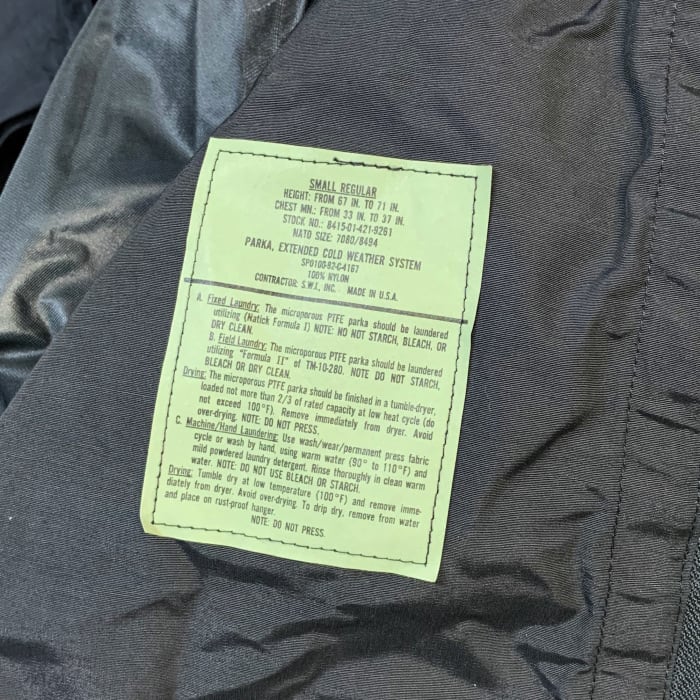 SMALL REGULAR
HEIGHT: FROM 67 IN. TO 71 IN.
CHEST MN.: FROM 33 IN. TO 37 IN.
STOCK NO.: 8415-01-421-9261
NATO SIZE: 7080/8494
PARKA, EXTENDED COLD WEATHER SYSTEM
SPO100-92-C-4167
100% NYLON
CONTRACTOR: S.W.I., INC. MADE IN U.S.A.
A. Fixed Laundry: The microporous PTFE parka should be laundered
utilizing (Natick Formula I) NOTE: NO NOT STARCH, BLEACH, OR
DRY CLEAN.
B. Field Laundry: The microporous PTFE parka should be laundered
utilizing "Formula II" of TM-10-280. NOTE DO NOT STARCH,
BLEACH OR DRY CLEAN.
Drying: The microporous PTFE parka should be finished in a tumble-dryer,
loaded not more than 2/3 of rated capacity at low heat cycle (do
not exceed 100°F). Remove immediately from dryer. Avoid
over-drying. NOTE: DO NOT PRESS.
C. Machine/Hand Laundering: Use wash/wear/permanent press fabric
cycle or wash by hand, using warm water (90° to 110°F) and
mild powdered laundry detergent. Rinse thoroughly in clean warm
water. NOTE: DO NOT USE BLEACH OR STARCH.
Drying: Tumble dry at low temperature (100°F) and remove imme-
diately from dryer. Avoid over-drying. To drip dry, remove from water
and place on rust-proof hanger.
NOTE: DO NOT PRESS.